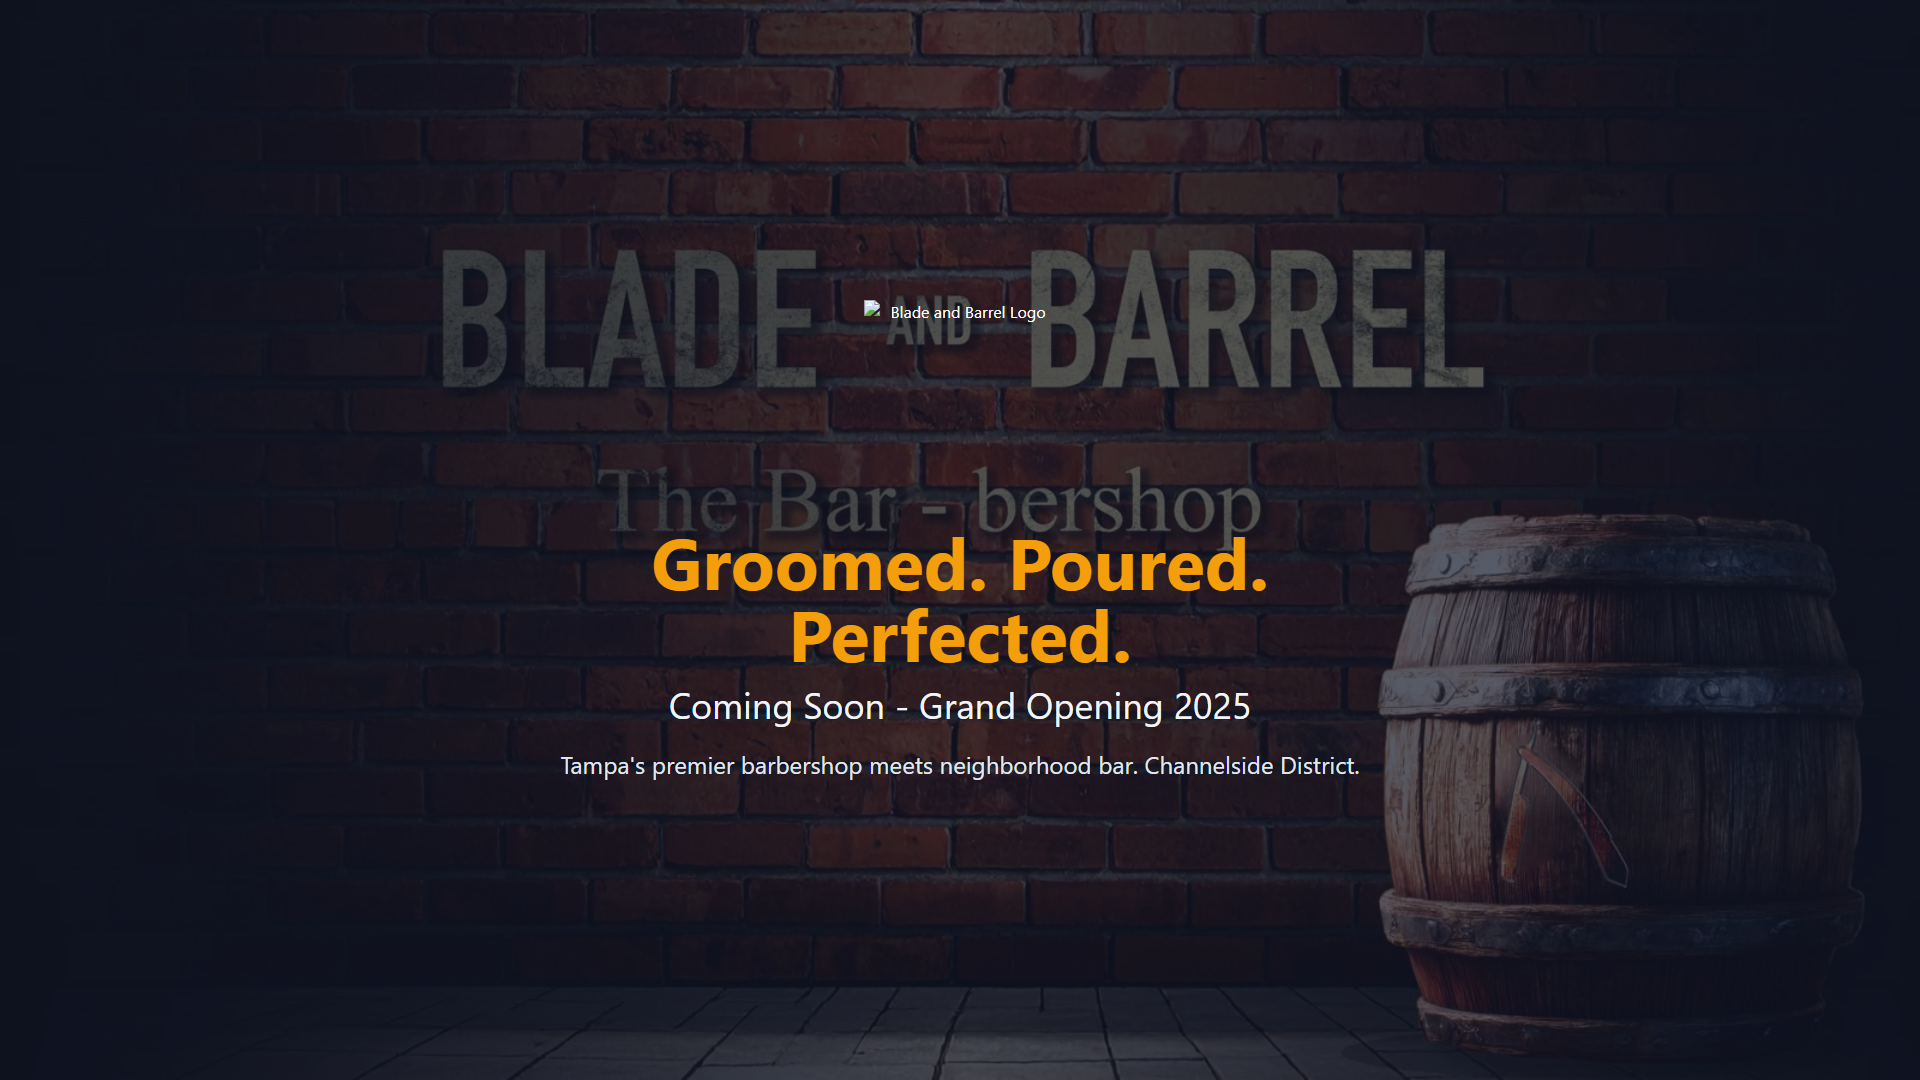 BLADE AND BARREL
Blade and Barrel Logo
The Bar - bershop
Groomed. Poured.
Perfected.
Coming Soon - Grand Opening 2025
Tampa's premier barbershop meets neighborhood bar. Channelside District.